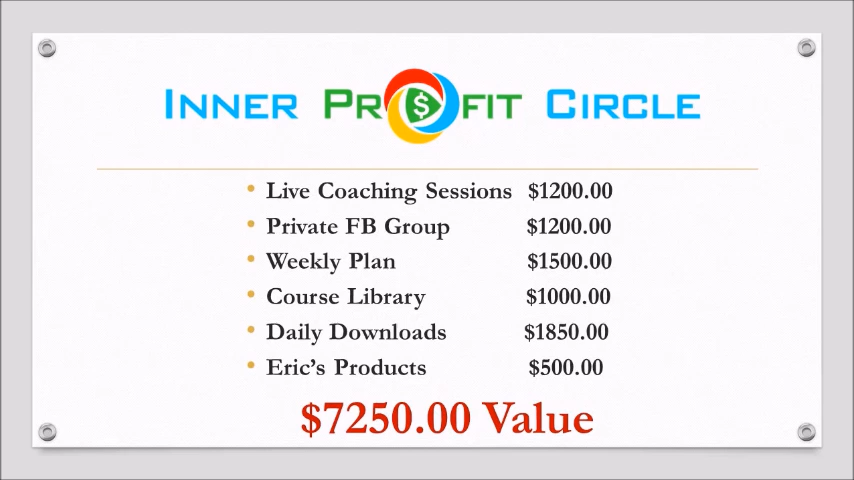 INNER PROFIT CIRCLE
• Live Coaching Sessions $1200.00
• Private FB Group $1200.00
• Weekly Plan $1500.00
• Course Library $1000.00
• Daily Downloads $1850.00
• Eric's Products $500.00
$7250.00 Value